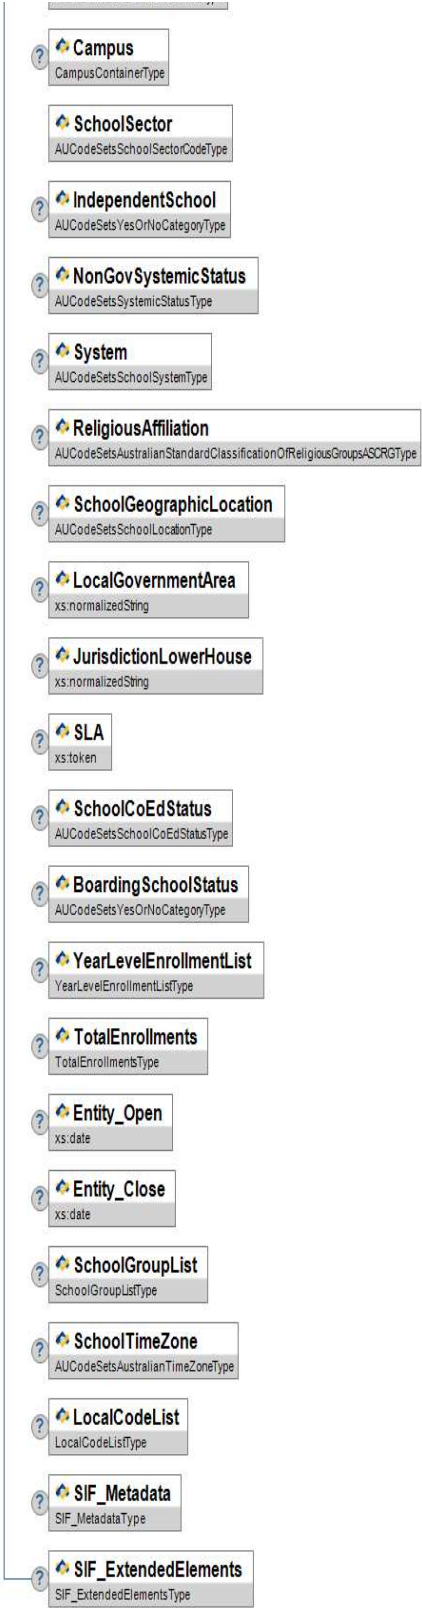 ?
Campus
CampusContainerType
SchoolSector
AUCodeSetsSchoolSectorCodeType
?
IndependentSchool
AUCodeSetsYesOrNoCategoryType
?
NonGovSystemicStatus
AUCodeSetsSystemicStatusType
?
System
AUCodeSetsSchoolSystemType
?
ReligiousAffiliation
AUCodeSetsAustralianStandardClassificationOfReligiousGroupsASCRGType
?
SchoolGeographicLocation
AUCodeSetsSchoolLocationType
?
LocalGovernmentArea
xs:normalizedString
?
JurisdictionLowerHouse
xs:normalizedString
?
SLA
xs:token
?
SchoolCoEdStatus
AUCodeSetsSchoolCoEdStatusType
?
BoardingSchoolStatus
AUCodeSetsYesOrNoCategoryType
?
YearLevelEnrollmentList
YearLevelEnrollmentListType
?
TotalEnrollments
TotalEnrollmentsType
?
Entity_Open
xs:date
?
Entity_Close
xs:date
?
SchoolGroupList
SchoolGroupListType
?
SchoolTimeZone
AUCodeSetsAustralianTimeZoneType
?
LocalCodeList
LocalCodeListType
?
SIF_Metadata
SIF_MetadataType
?
SIF_ExtendedElements
SIF_ExtendedElementsType